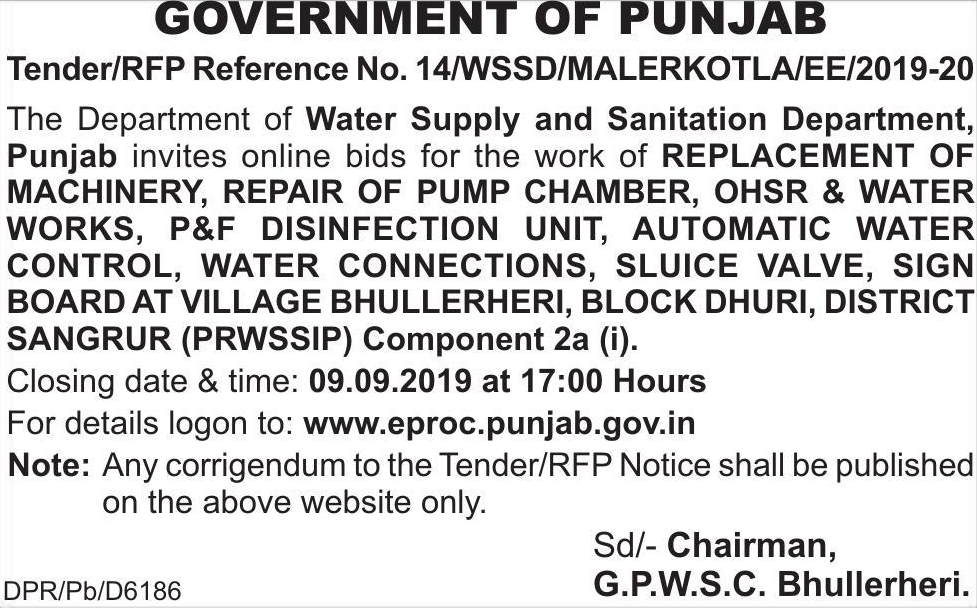 GOVERNMENT OF PUNJAB
Tender/RFP Reference No. 14/WSSD/MALERKOTLA/EE/2019-20
The Department of Water Supply and Sanitation Department,
Punjab invites online bids for the work of REPLACEMENT OF
MACHINERY, REPAIR OF PUMP CHAMBER, OHSR & WATER
WORKS, P&F DISINFECTION UNIT, AUTOMATIC WATER
CONTROL, WATER CONNECTIONS, SLUICE VALVE, SIGN
BOARD AT VILLAGE BHULLERHERI, BLOCK DHURI, DISTRICT
SANGRUR (PRWSSIP) Component 2a (i).
Closing date & time: 09.09.2019 at 17:00 Hours
For details logon to: www.eproc.punjab.gov.in
Note: Any corrigendum to the Tender/RFP Notice shall be published
on the above website only.
Sd/- Chairman,
G.P.W.S.C. Bhullerheri.
DPR/Pb/D6186